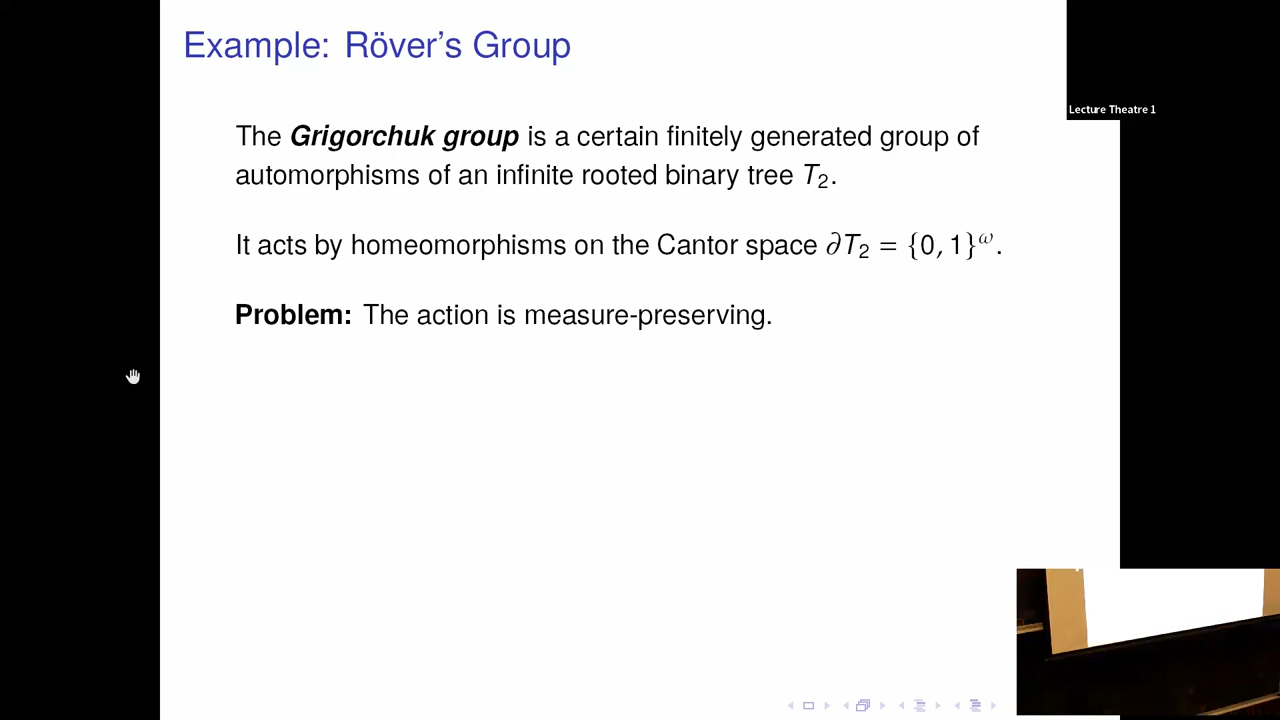 Example: Röver's Group
Lecture Theatre 1
The Grigorchuk group is a certain finitely generated group of
automorphisms of an infinite rooted binary tree T₂.
It acts by homeomorphisms on the Cantor space ∂T₂ = {0, 1}^ω.
Problem: The action is measure-preserving.